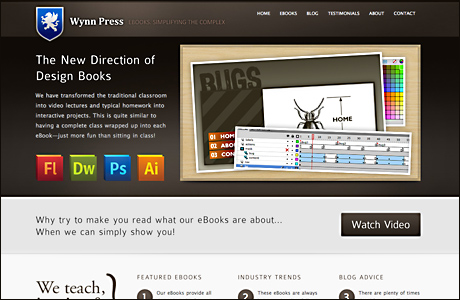 Wynn Press EBOOKS: SIMPLIFYING THE COMPLEX
HOME EBOOKS BLOG TESTIMONIALS ABOUT CONTACT
The New Direction of
Design Books
We have transformed the traditional classroom
into video lectures and typical homework into
interactive projects. This is quite similar to
having a complete class wrapped up into each
eBook—just more fun than sitting in class!
Fl Dw Ps Ai
BUGS
HOME
01 HOME
02 ABOU
03 CON
Why try to make you read what our eBooks are about...
When we can simply show you!
Watch Video
We teach,
FEATURED EBOOKS
1 Our eBooks provide all
INDUSTRY TRENDS
2 These eBooks are always
BLOG ADVICE
3 There are plenty of times